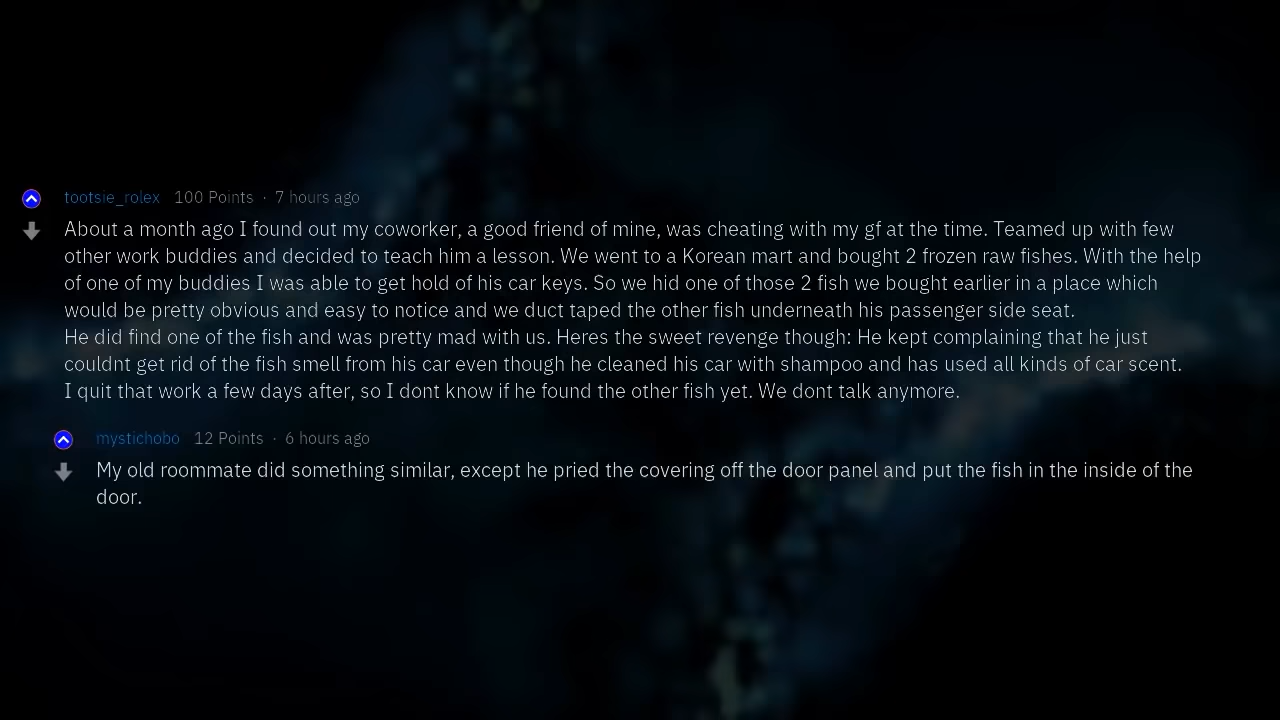 tootsie_rolex 100 Points · 7 hours ago
About a month ago I found out my coworker, a good friend of mine, was cheating with my gf at the time. Teamed up with few
other work buddies and decided to teach him a lesson. We went to a Korean mart and bought 2 frozen raw fishes. With the help
of one of my buddies I was able to get hold of his car keys. So we hid one of those 2 fish we bought earlier in a place which
would be pretty obvious and easy to notice and we duct taped the other fish underneath his passenger side seat.
He did find one of the fish and was pretty mad with us. Heres the sweet revenge though: He kept complaining that he just
couldnt get rid of the fish smell from his car even though he cleaned his car with shampoo and has used all kinds of car scent.
I quit that work a few days after, so I dont know if he found the other fish yet. We dont talk anymore.
mystichobo 12 Points · 6 hours ago
My old roommate did something similar, except he pried the covering off the door panel and put the fish in the inside of the
door.